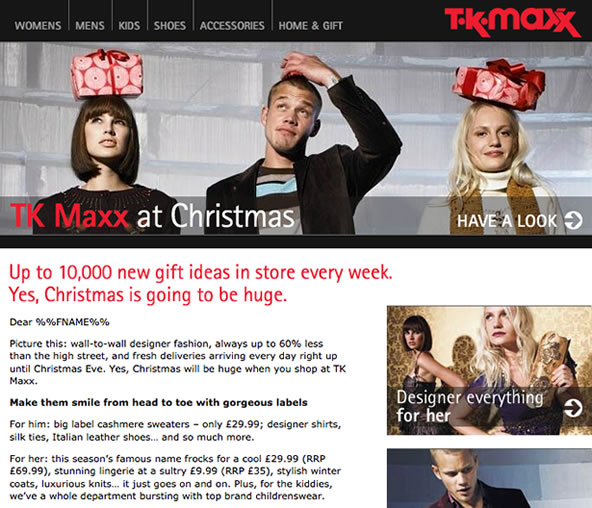 WOMENS MENS KIDS SHOES ACCESSORIES HOME & GIFT
T·K·maxx
TK Maxx at Christmas
HAVE A LOOK
Up to 10,000 new gift ideas in store every week.
Yes, Christmas is going to be huge.
Dear %%FNAME%%
Picture this: wall-to-wall designer fashion, always up to 60% less
than the high street, and fresh deliveries arriving every day right up
until Christmas Eve. Yes, Christmas will be huge when you shop at TK
Maxx.
Make them smile from head to toe with gorgeous labels
For him: big label cashmere sweaters – only £29.99; designer shirts,
silk ties, Italian leather shoes... and so much more.
For her: this season's famous name frocks for a cool £29.99 (RRP
£69.99), stunning lingerie at a sultry £9.99 (RRP £35), stylish winter
coats, luxurious knits... it just goes on and on. Plus, for the kiddies,
we've a whole department bursting with top brand childrenswear.
Designer everything
for her